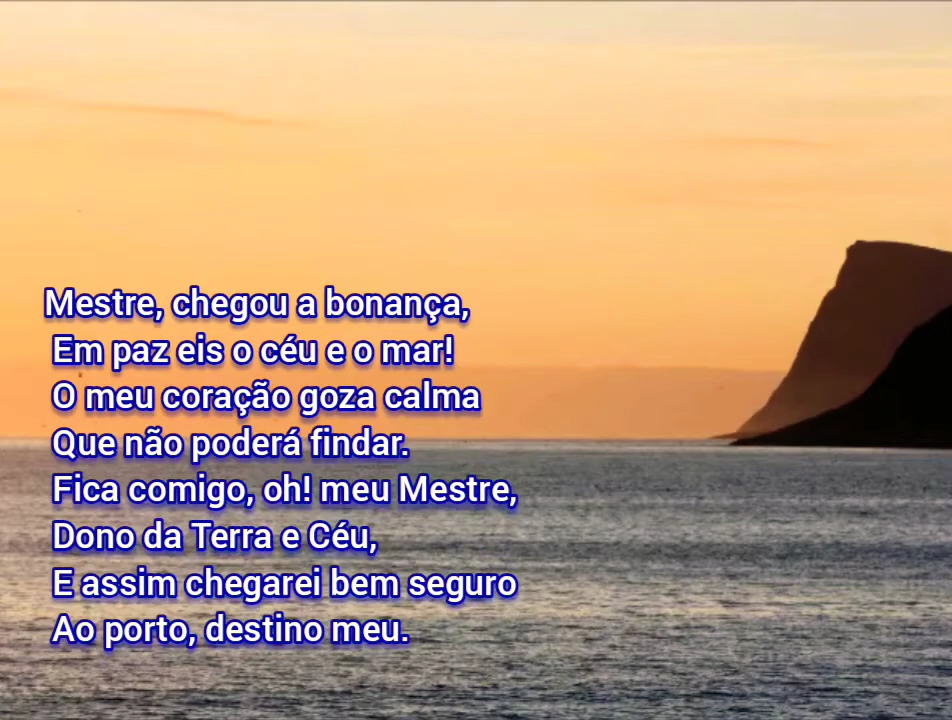 Mestre, chegou a bonança,
Em paz eis o céu e o mar!
O meu coração goza calma
Que não poderá findar.
Fica comigo, oh! meu Mestre,
Dono da Terra e Céu,
E assim chegarei bem seguro
Ao porto, destino meu.